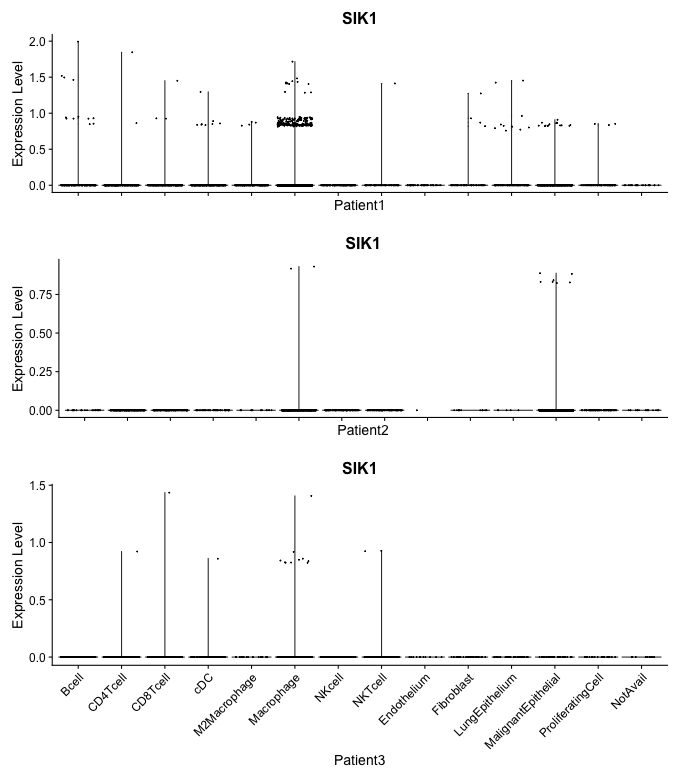 SIK1
Expression Level
2.0
1.5
1.0
0.5
0.0
Patient1
SIK1
Expression Level
0.75
0.50
0.25
0.00
Patient2
SIK1
Expression Level
1.5
1.0
0.5
0.0
Bcell
CD4Tcell
CD8Tcell
cDC
M2Macrophage
Macrophage
NKcell
NKTcell
Endothelium
Fibroblast
LungEpithelium
MalignantEpithelial
ProliferatingCell
NotAvail
Patient3